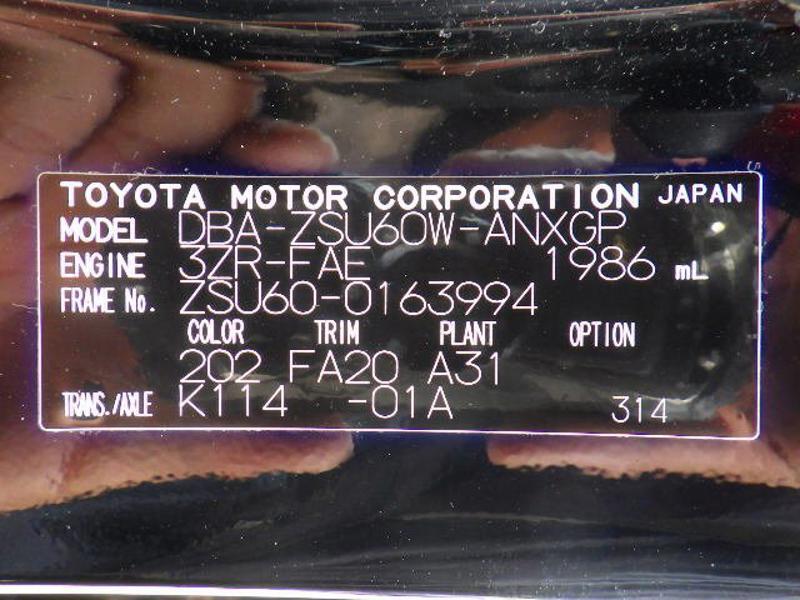 TOYOTA MOTOR CORPORATION JAPAN
MODEL DBA-ZSU60W-ANXGP
ENGINE 3ZR-FAE 1986 mL
FRAME No. ZSU60-0163994
COLOR TRIM PLANT OPTION
202 FA20 A31
TRANS./AXLE K114 -01A 314